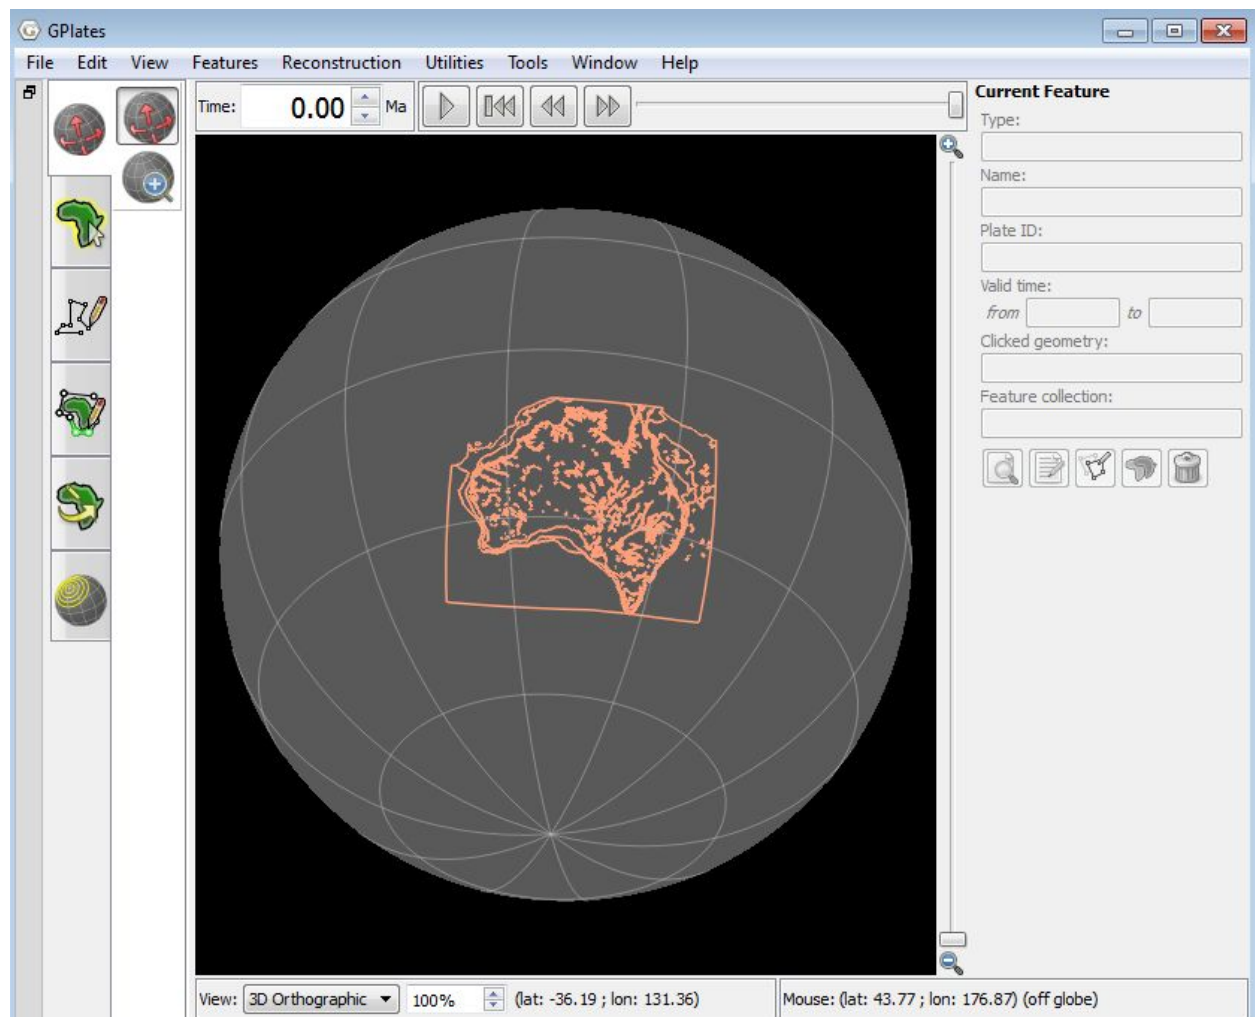 GPlates
File Edit View Features Reconstruction Utilities Tools Window Help
Time: 0.00 Ma
Current Feature
Type:
Name:
Plate ID:
Valid time:
from to
Clicked geometry:
Feature collection:
View: 3D Orthographic 100% (lat: -36.19 ; lon: 131.36) Mouse: (lat: 43.77 ; lon: 176.87) (off globe)